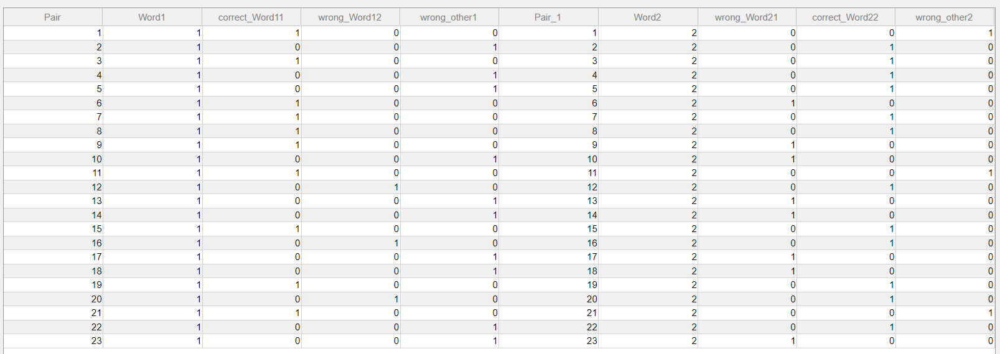 Pair Word1 correct_Word11 wrong_Word12 wrong_other1 Pair_1 Word2 wrong_Word21 correct_Word22 wrong_other2
1 1 1 0 0 1 2 0 0 1
2 1 0 0 1 2 2 0 1 0
3 1 1 0 0 3 2 0 1 0
4 1 0 0 1 4 2 0 1 0
5 1 0 0 1 5 2 0 1 0
6 1 1 0 0 6 2 1 0 0
7 1 1 0 0 7 2 0 1 0
8 1 1 0 0 8 2 0 1 0
9 1 1 0 0 9 2 1 0 0
10 1 0 0 1 10 2 1 0 0
11 1 1 0 0 11 2 0 0 1
12 1 0 1 0 12 2 0 1 0
13 1 0 0 1 13 2 1 0 0
14 1 0 0 1 14 2 1 0 0
15 1 1 0 0 15 2 0 1 0
16 1 0 1 0 16 2 0 1 0
17 1 0 0 1 17 2 1 0 0
18 1 0 0 1 18 2 1 0 0
19 1 1 0 0 19 2 0 1 0
20 1 0 1 0 20 2 0 1 0
21 1 1 0 0 21 2 0 0 1
22 1 0 0 1 22 2 0 1 0
23 1 0 0 1 23 2 1 0 0